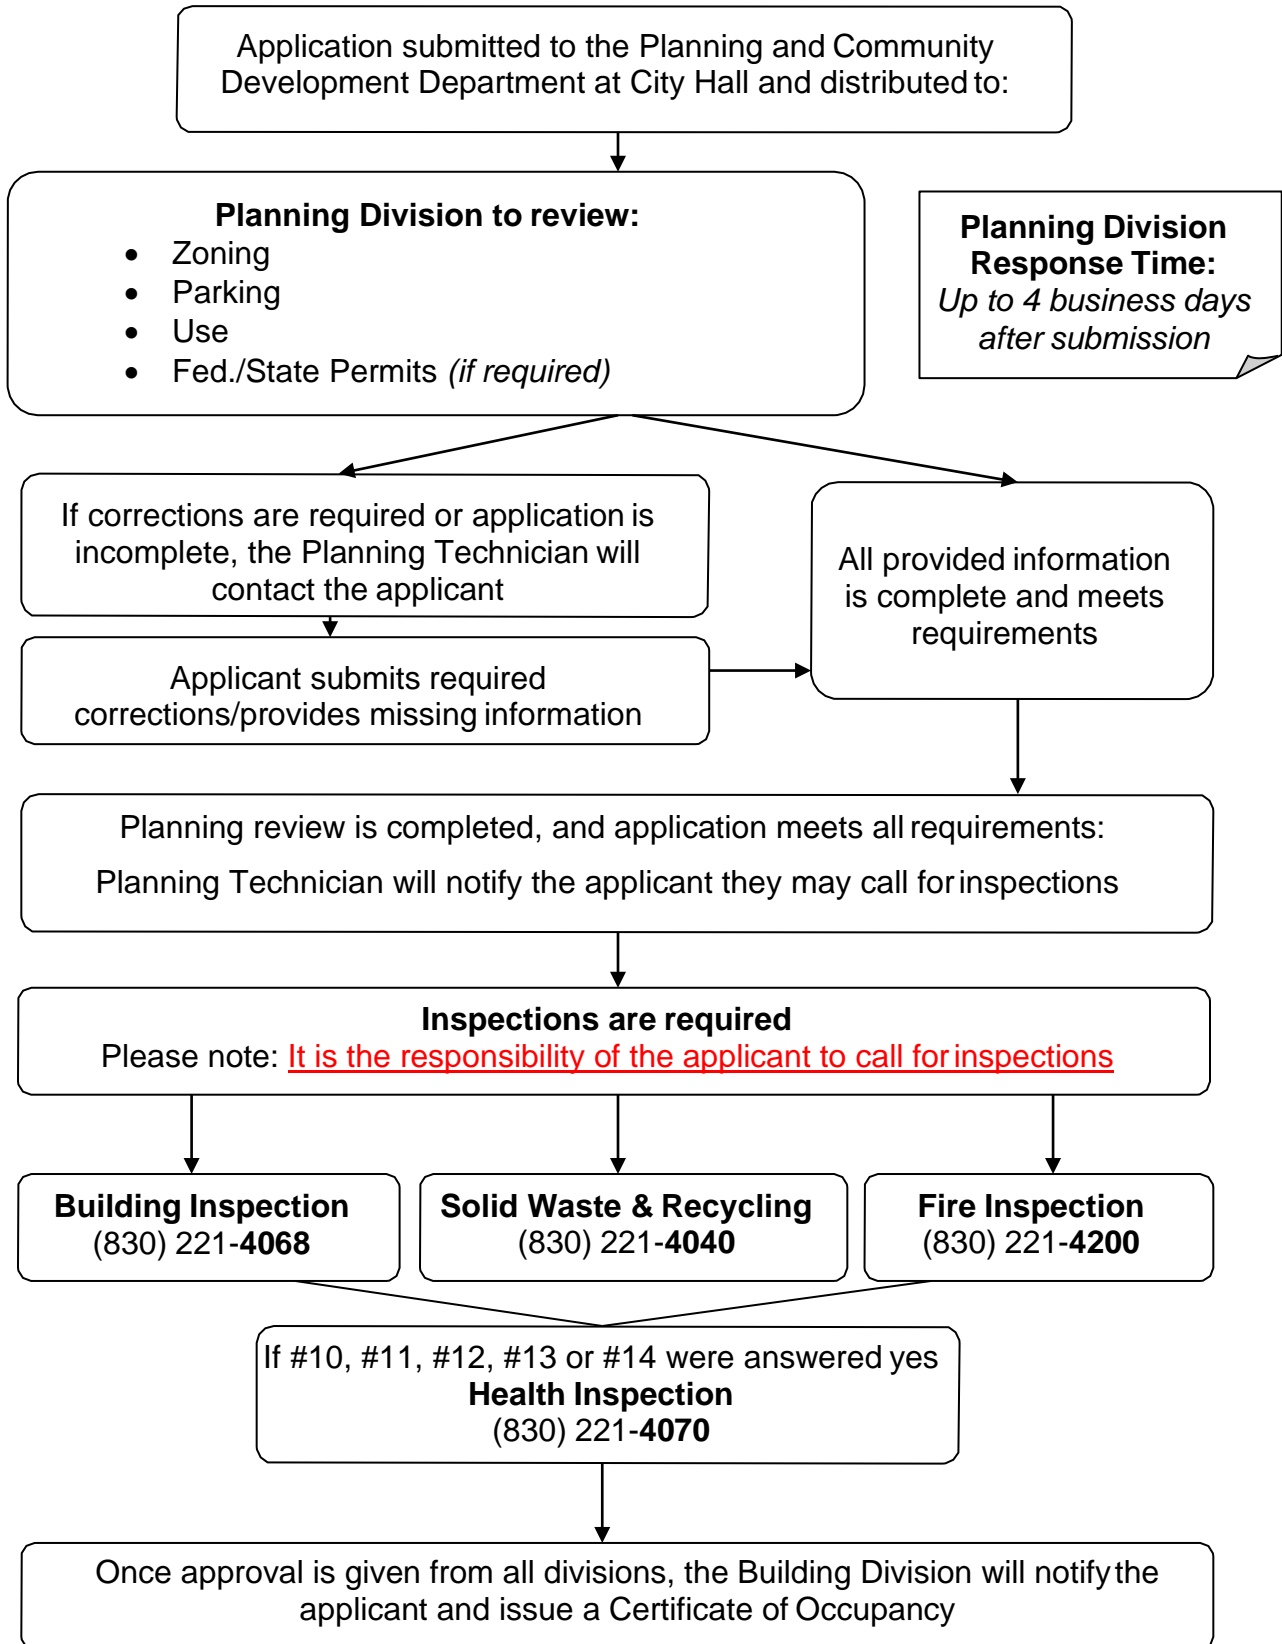 Application submitted to the Planning and Community
Development Department at City Hall and distributed to:
Planning Division to review:
• Zoning
• Parking
• Use
• Fed./State Permits (if required)
Planning Division
Response Time:
Up to 4 business days
after submission
If corrections are required or application is
incomplete, the Planning Technician will
contact the applicant
All provided information
is complete and meets
requirements
Applicant submits required
corrections/provides missing information
Planning review is completed, and application meets all requirements:
Planning Technician will notify the applicant they may call for inspections
Inspections are required
Please note: It is the responsibility of the applicant to call for inspections
Building Inspection
(830) 221-4068
Solid Waste & Recycling
(830) 221-4040
Fire Inspection
(830) 221-4200
If #10, #11, #12, #13 or #14 were answered yes
Health Inspection
(830) 221-4070
Once approval is given from all divisions, the Building Division will notify the
applicant and issue a Certificate of Occupancy